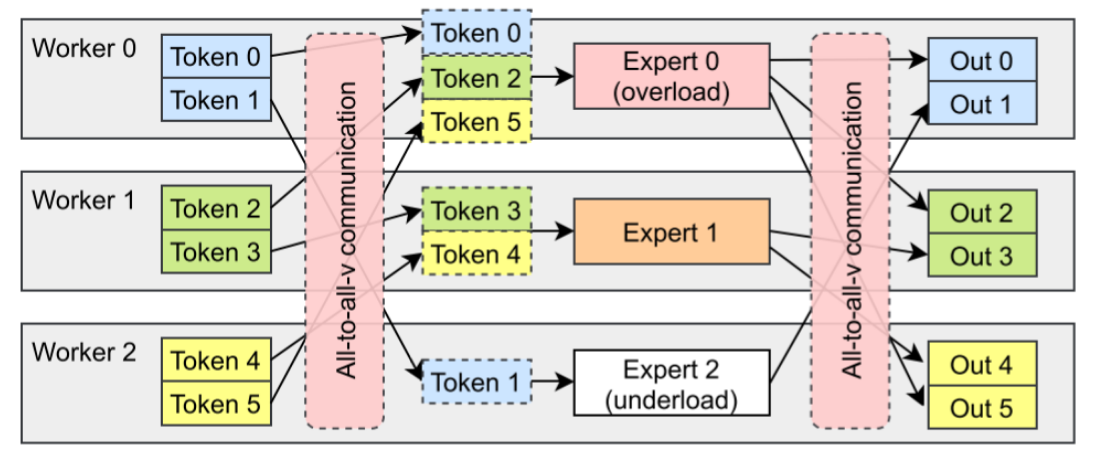 Worker 0
Token 0
Token 1
All-to-all-v communication
Token 0
Token 2
Token 5
Expert 0
(overload)
All-to-all-v communication
Out 0
Out 1
Worker 1
Token 2
Token 3
Token 3
Token 4
Expert 1
Out 2
Out 3
Worker 2
Token 4
Token 5
Token 1
Expert 2
(underload)
Out 4
Out 5